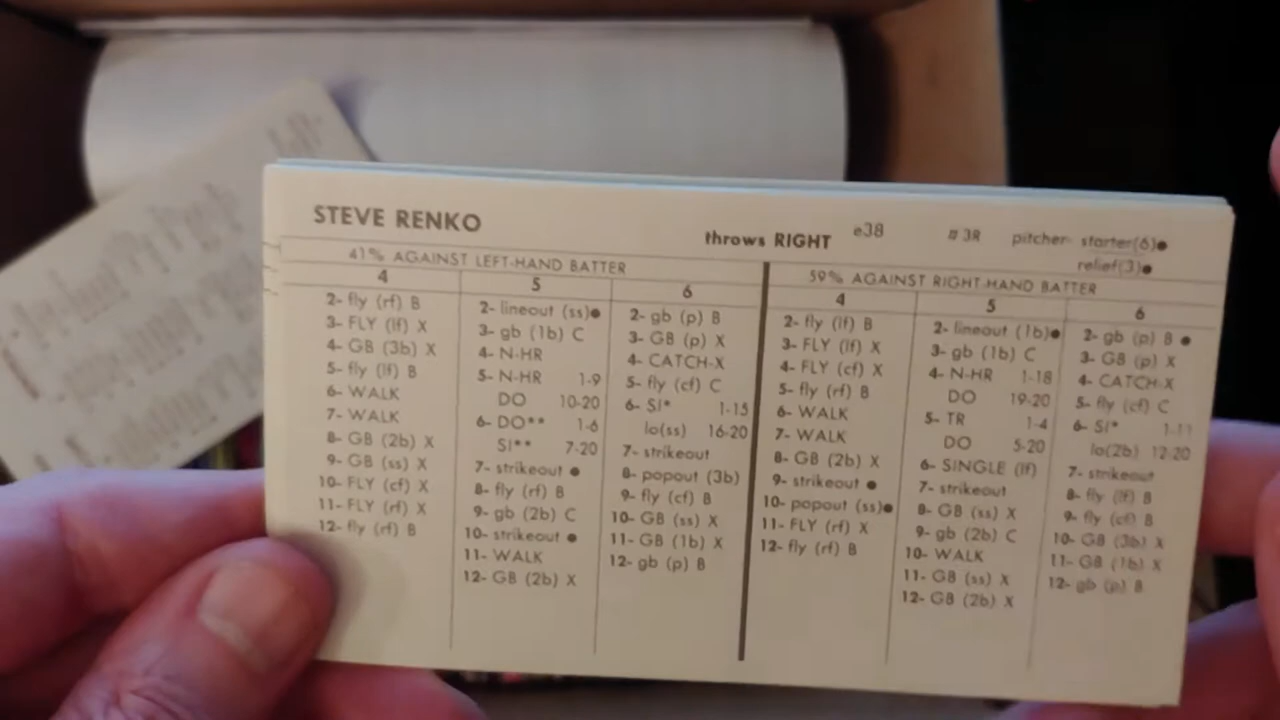 STEVE RENKO
throws RIGHT e38 #38 pitcher- starter(6)●
relief(3)●
41% AGAINST LEFT-HAND BATTER
4
2- fly (rf) B
3- FLY (lf) X
4- GB (3b) X
5- fly (lf) B
6- WALK
7- WALK
8- GB (2b) X
9- GB (ss) X
10- FLY (cf) X
11- FLY (rf) X
12- fly (rf) B
5
2- lineout (ss)●
3- gb (1b) C
4- N-HR
5- N-HR 1-9
DO 10-20
6- DO** 1-6
SI** 7-20
7- strikeout ●
8- fly (rf) B
9- gb (2b) C
10- strikeout ●
11- WALK
12- GB (2b) X
6
2- gb (p) B
3- GB (p) X
4- CATCH-X
5- fly (cf) C
6- SI* 1-15
lo(ss) 16-20
7- strikeout
8- popout (3b)
9- fly (cf) B
10- GB (ss) X
11- GB (1b) X
12- gb (p) B
59% AGAINST RIGHT-HAND BATTER
4
2- fly (lf) B
3- FLY (lf) X
4- FLY (cf) X
5- fly (rf) B
6- WALK
7- WALK
8- GB (2b) X
9- strikeout ●
10- popout (ss)●
11- FLY (rf) X
12- fly (rf) B
5
2- lineout (1b)●
3- gb (1b) C
4- N-HR 1-18
DO 19-20
5- TR 1-4
DO 5-20
6- SINGLE (lf)
7- strikeout
8- GB (ss) X
9- gb (2b) C
10- WALK
11- GB (ss) X
12- GB (2b) X
6
2- gb (p) B ●
3- GB (p) X
4- CATCH-X
5- fly (cf) C
6- SI* 1-11
lo(2b) 12-20
7- strikeout
8- fly (lf) B
9- fly (cf) B
10- GB (3b) X
11- GB (1b) X
12- gb (p) B